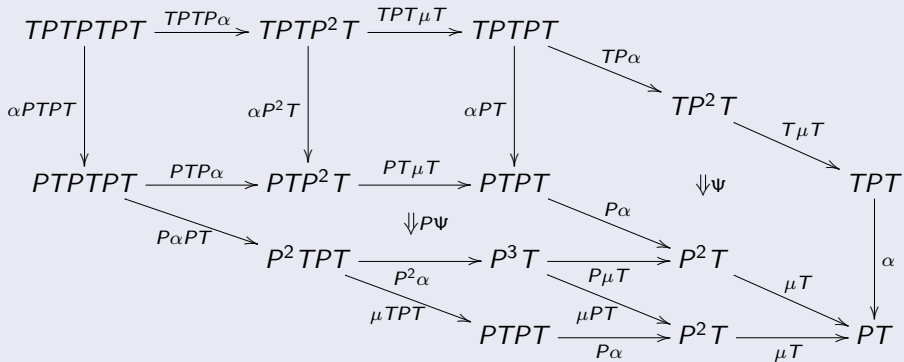 TPTPTPT TPTPα TPTP²T TPTμT TPTPT
TPα
TP²T
αPTPT αP²T αPT
TμT
PTPTPT PTPα PTP²T PTμT PTPT ⇓Ψ TPT
PαPT ⇓PΨ Pα
P²TPT P²α P³T PμT P²T μT α
μTPT μPT
PTPT Pα P²T μT PT